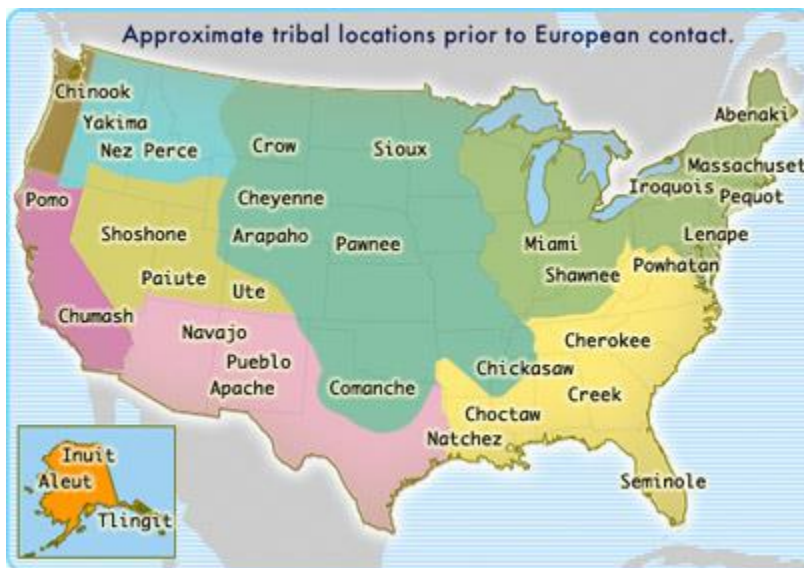 Approximate tribal locations prior to European contact.
Chinook
Abenaki
Yakima
Nez Perce
Crow
Sioux
Massachuset
Iroquois
Pequot
Pomo
Cheyenne
Shoshone
Arapaho
Pawnee
Miami
Lenape
Powhatan
Shawnee
Paiute
Ute
Chumash
Navajo
Cherokee
Pueblo
Chickasaw
Apache
Comanche
Creek
Choctaw
Natchez
Seminole
Inuit
Aleut
Tlingit